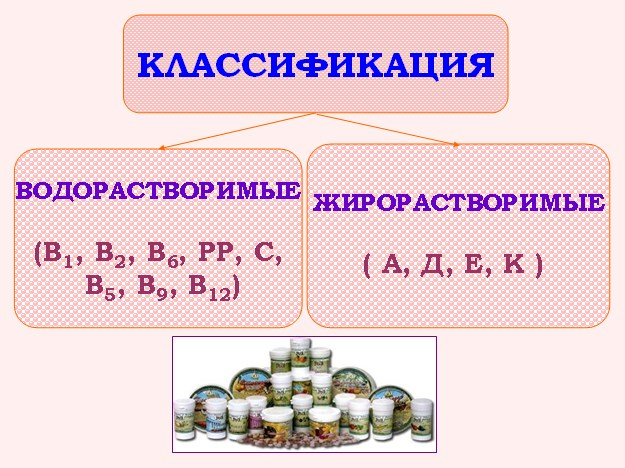 КЛАССИФИКАЦИЯ
ВОДОРАСТВОРИМЫЕ
(В₁, В₂, В₆, РР, С,
В₅, В₉, В₁₂)
ЖИРОРАСТВОРИМЫЕ
( А, Д, Е, К )